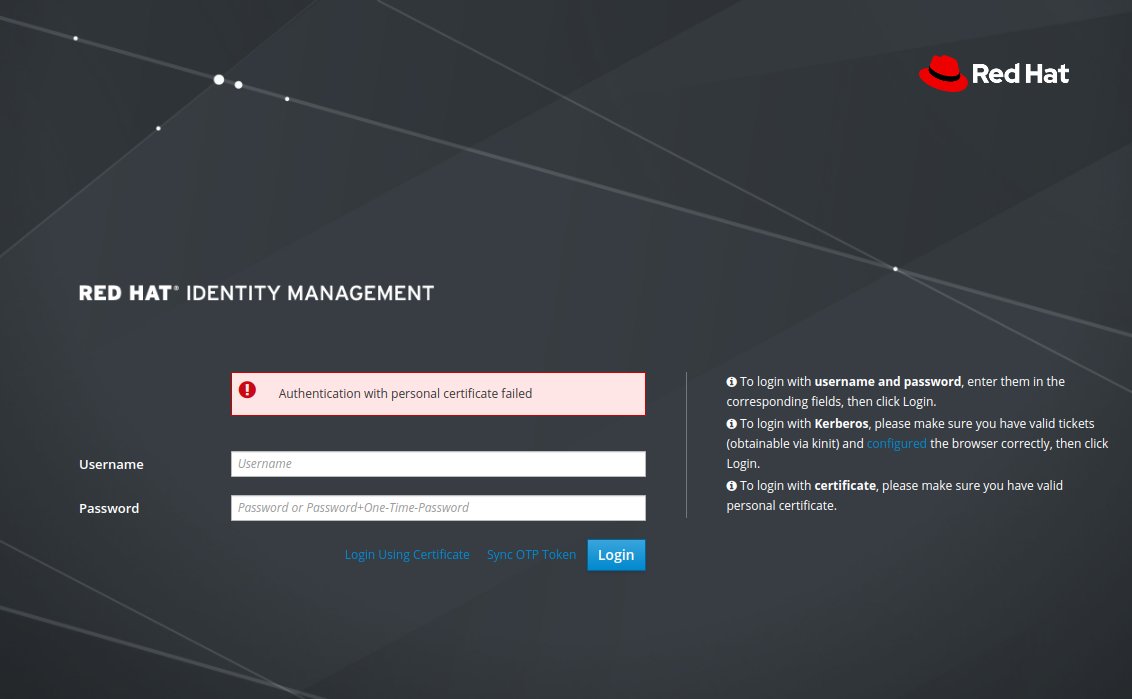 Red Hat
RED HAT® IDENTITY MANAGEMENT
Authentication with personal certificate failed
Username
Username
Password
Password or Password+One-Time-Password
Login Using Certificate
Sync OTP Token
Login
To login with username and password, enter them in the
corresponding fields, then click Login.
To login with Kerberos, please make sure you have valid tickets
(obtainable via kinit) and configured the browser correctly, then click
Login.
To login with certificate, please make sure you have valid
personal certificate.